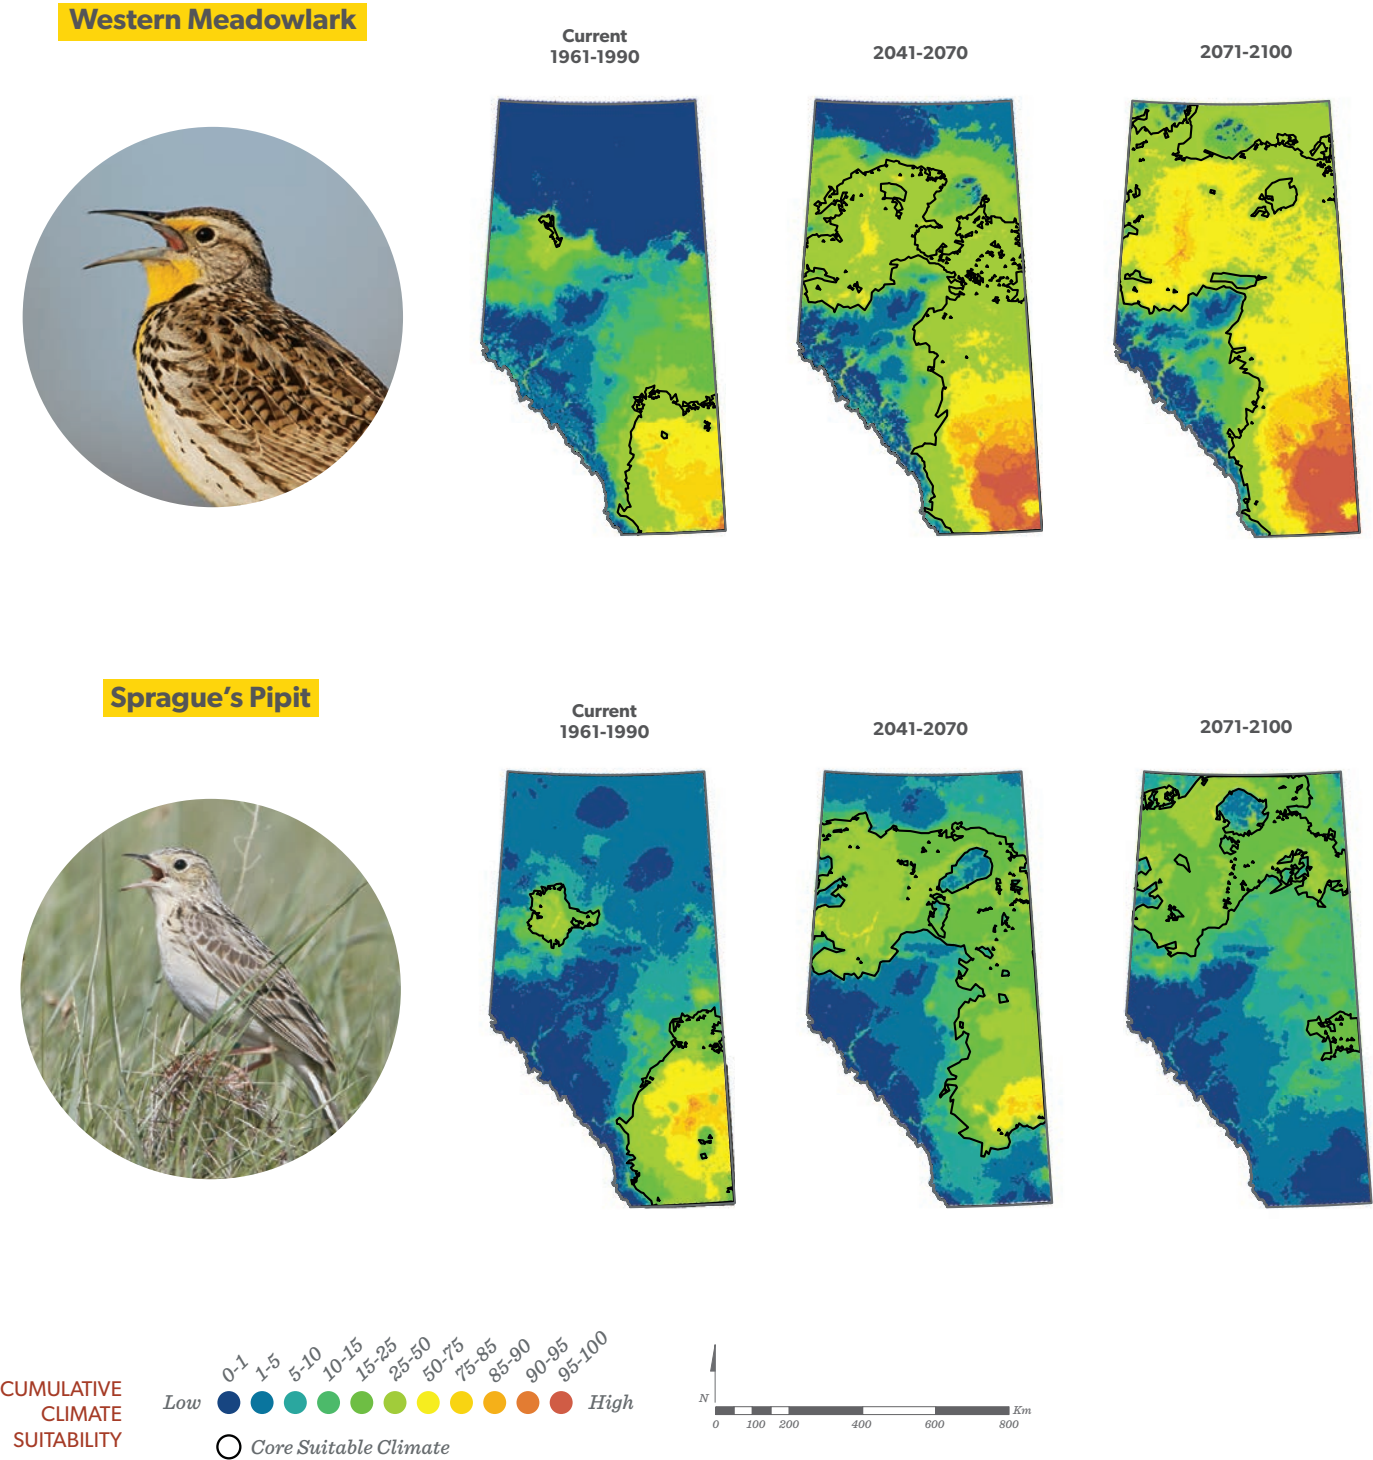 Western Meadowlark
Current
1961-1990
2041-2070
2071-2100
Sprague’s Pipit
Current
1961-1990
2041-2070
2071-2100
CUMULATIVE
CLIMATE
SUITABILITY
Low
0-1
1-5
5-10
10-15
15-25
25-50
50-75
75-85
85-90
90-95
95-100
High
Core Suitable Climate
N
Km
0 100 200 400 600 800